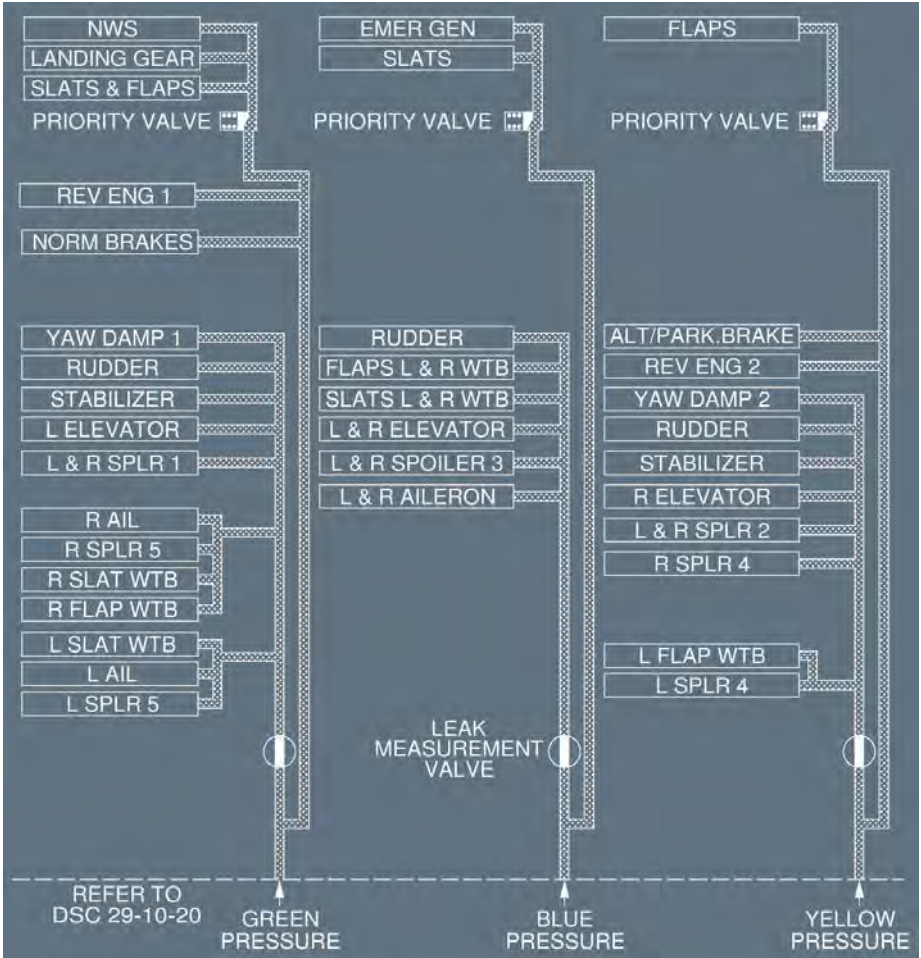 NWS
LANDING GEAR
SLATS & FLAPS
PRIORITY VALVE
REV ENG 1
NORM BRAKES
YAW DAMP 1
RUDDER
STABILIZER
L ELEVATOR
L & R SPLR 1
R AIL
R SPLR 5
R SLAT WTB
R FLAP WTB
L SLAT WTB
L AIL
L SPLR 5
EMER GEN
SLATS
PRIORITY VALVE
RUDDER
FLAPS L & R WTB
SLATS L & R WTB
L & R ELEVATOR
L & R SPOILER 3
L & R AILERON
LEAK
MEASUREMENT
VALVE
FLAPS
PRIORITY VALVE
ALT/PARK.BRAKE
REV ENG 2
YAW DAMP 2
RUDDER
STABILIZER
R ELEVATOR
L & R SPLR 2
R SPLR 4
L FLAP WTB
L SPLR 4
REFER TO
DSC 29-10-20
GREEN
PRESSURE
BLUE
PRESSURE
YELLOW
PRESSURE